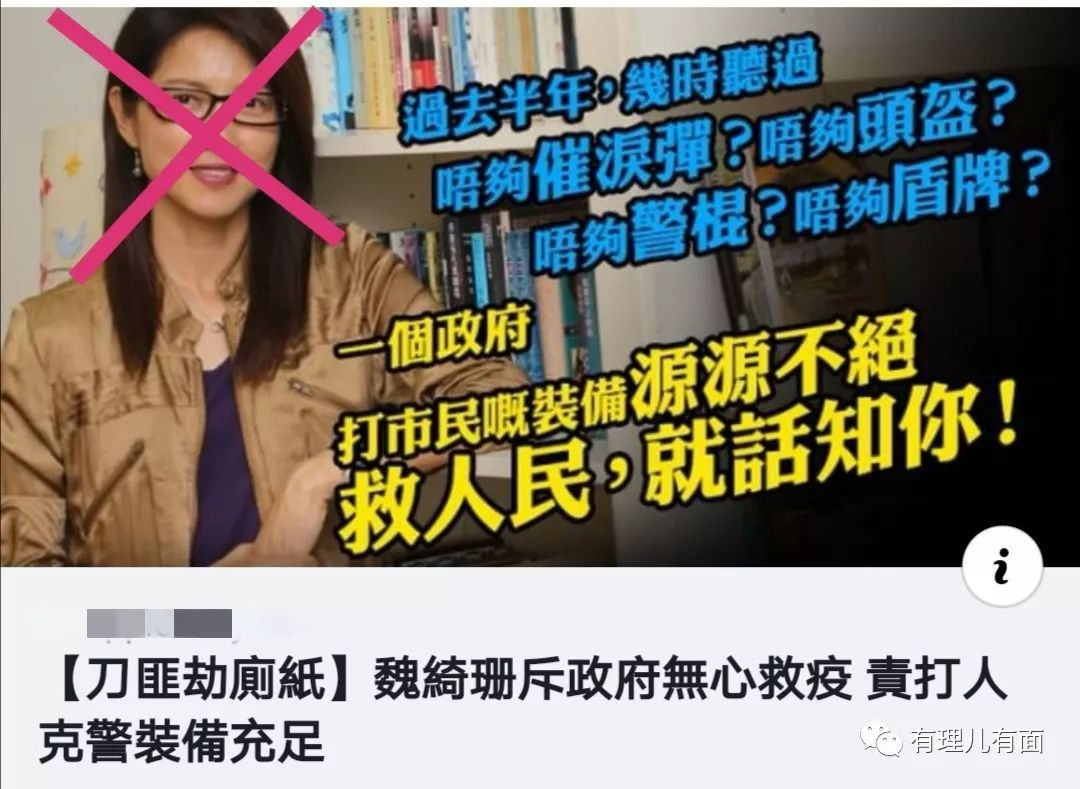 過去半年，幾時聽過
唔夠催淚彈？唔夠頭盔？
唔夠警棍？唔夠盾牌？
一個政府
打市民嘅裝備源源不絕
救人民，就話知你！
i
【刀匪劫廁紙】魏綺珊斥政府無心救疫 責打人
克警裝備充足
有理儿有面